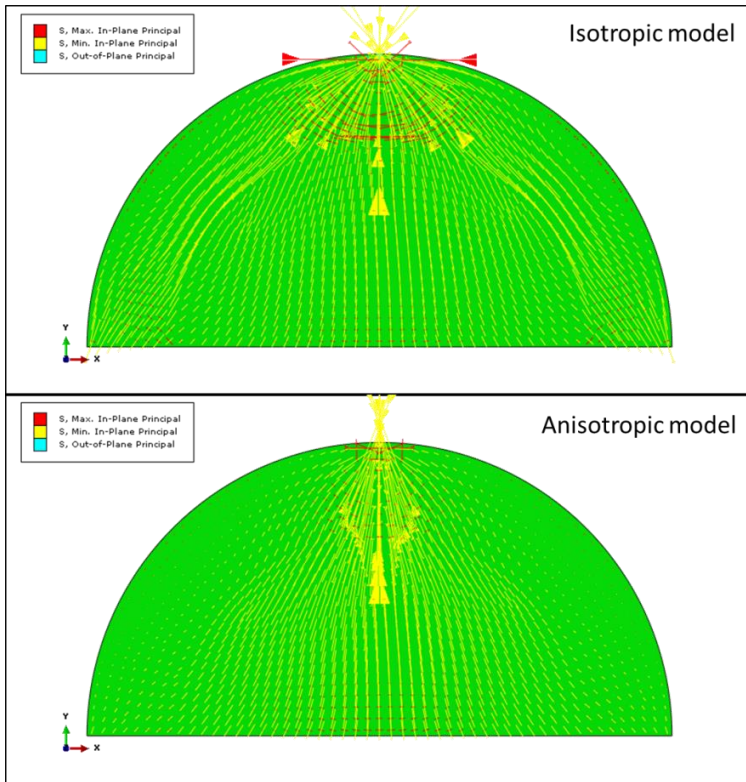 S, Max. In-Plane Principal
S, Min. In-Plane Principal
S, Out-of-Plane Principal
Isotropic model
Y
X
S, Max. In-Plane Principal
S, Min. In-Plane Principal
S, Out-of-Plane Principal
Anisotropic model
Y
X